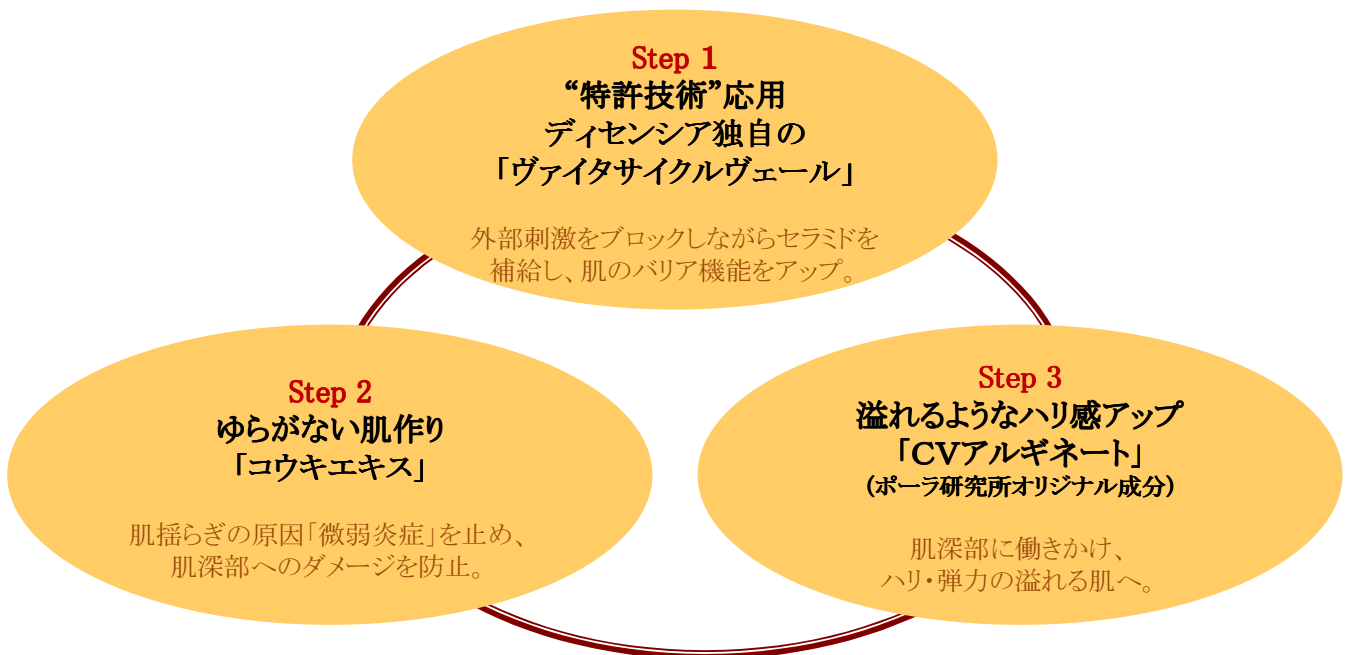 Step 1
“特許技術”応用
ディセンシア独自の
「ヴァイタサイクルヴェール」
外部刺激をブロックしながらセラミドを
補給し、肌のバリア機能をアップ。
Step 2
ゆらがない肌作り
「コウキエキス」
肌揺らぎの原因「微弱炎症」を止め、
肌深部へのダメージを防止。
Step 3
溢れるようなハリ感アップ
「CVアルギネート」
(ポーラ研究所オリジナル成分)
肌深部に働きかけ、
ハリ・弾力の溢れる肌へ。